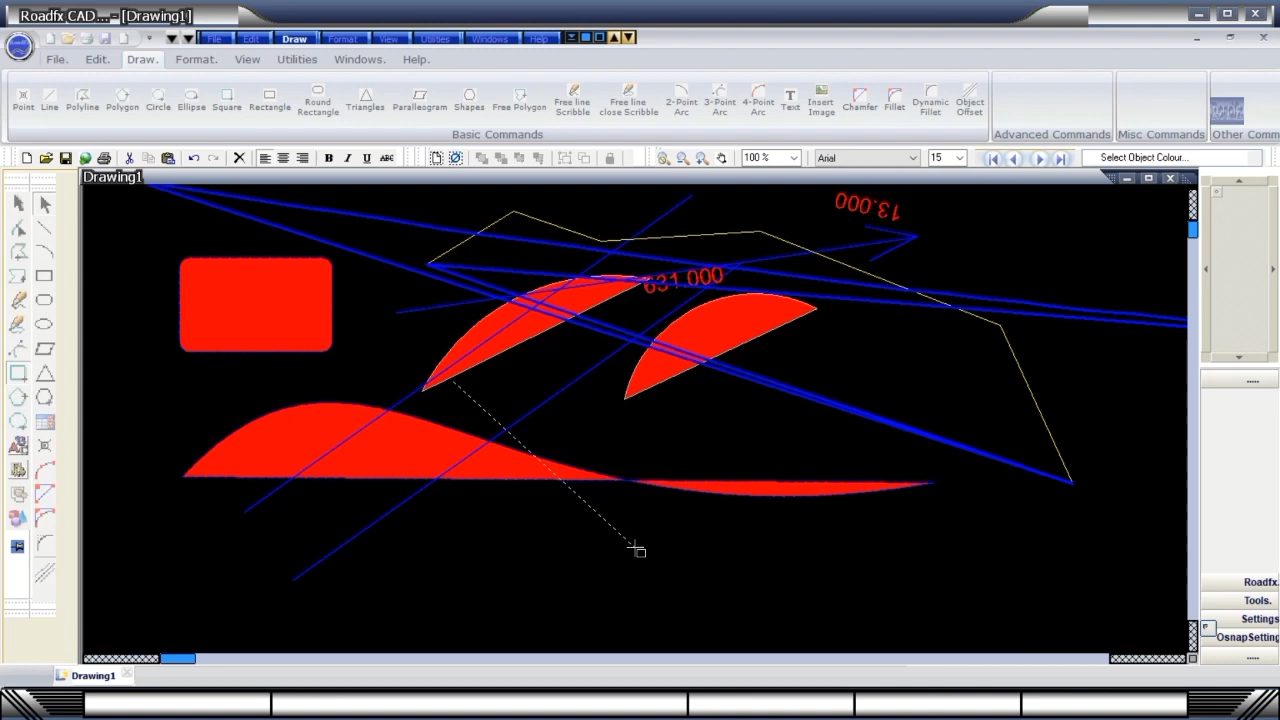 Roadfx CAD... - [Drawing1]
File Edit Draw Format View Utilities Windows Help
File. Edit. Draw. Format. View Utilities Windows. Help.
Point Line Polyline Polygon Circle Ellipse Square Rectangle Round Rectangle Triangles Parallelogram Shapes Free Polygon Free line Scribble Free line close Scribble 2-Point Arc 3-Point Arc 4-Point Arc Text Insert Image Chamfer Fillet Dynamic Fillet Object Offset
Basic Commands Advanced Commands Misc Commands Other Comm
B I U ABC 100 % Arial 15 Select Object Colour...
Drawing1
13.000
631.000
.....
Roadfx.
Tools.
Settings
OsnapSetting
.....
Drawing1